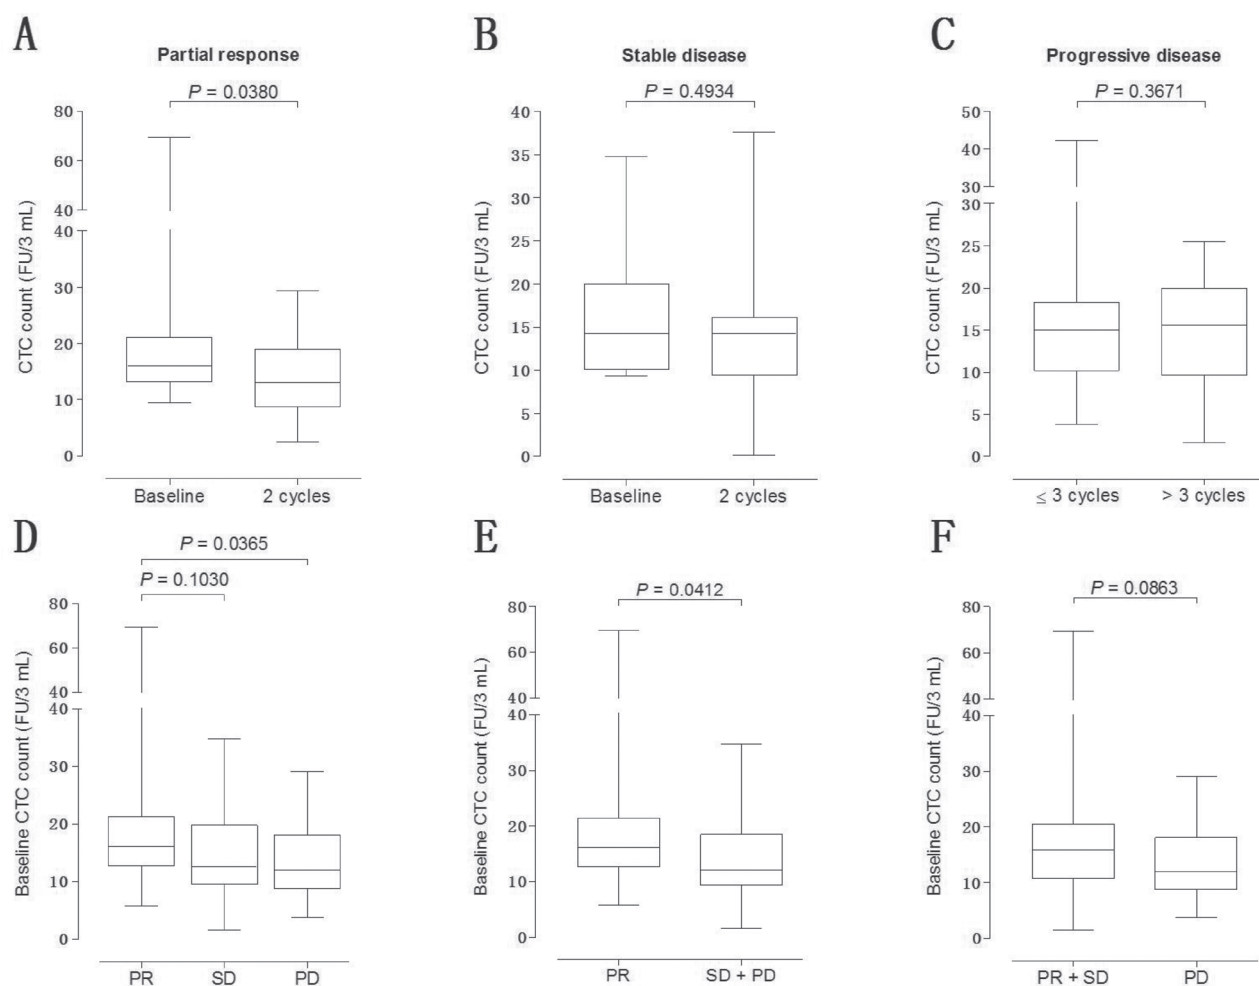 A
Partial response
P = 0.0380
CTC count (FU/3 mL)
80
60
40
40
30
20
10
0
Baseline
2 cycles
B
Stable disease
P = 0.4934
CTC count (FU/3 mL)
40
35
30
25
20
15
10
5
0
Baseline
2 cycles
C
Progressive disease
P = 0.3671
CTC count (FU/3 mL)
50
40
30
30
25
20
15
10
5
0
≤ 3 cycles
> 3 cycles
D
P = 0.0365
P = 0.1030
Baseline CTC count (FU/3 mL)
80
60
40
40
30
20
10
0
PR
SD
PD
E
P = 0.0412
Baseline CTC count (FU/3 mL)
80
60
40
40
30
20
10
0
PR
SD + PD
F
P = 0.0863
Baseline CTC count (FU/3 mL)
80
60
40
40
30
20
10
0
PR + SD
PD